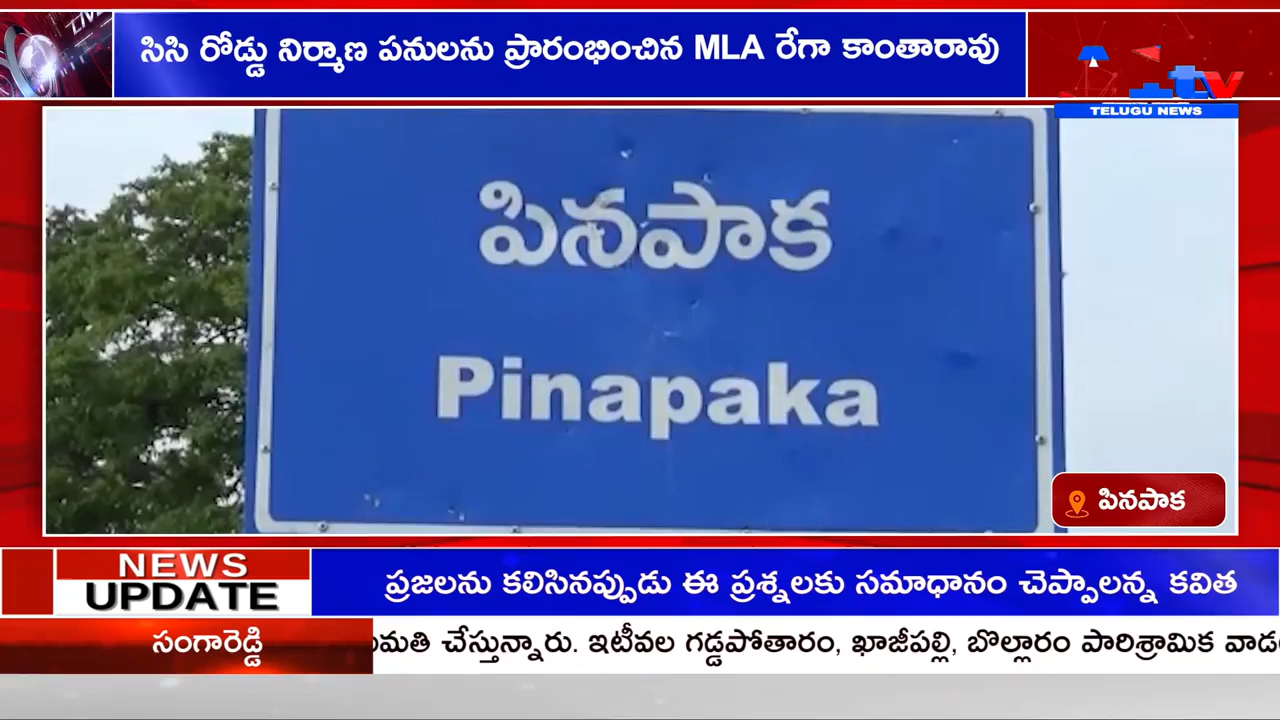 సిసి రోడ్డు నిర్మాణ పనులను ప్రారంభించిన MLA రేగా కాంతారావు
tv
TELUGU NEWS
పినపాక
Pinapaka
పినపాక
NEWS
UPDATE
ప్రజలను కలిసినప్పుడు ఈ ప్రశ్నలకు సమాధానం చెప్పాలన్న కవిత
సంగారెడ్డి
చేస్తున్నారు. ఇటీవల గడ్డపోతారం, ఖాజీపల్లి, బొల్లారం పారిశ్రామిక